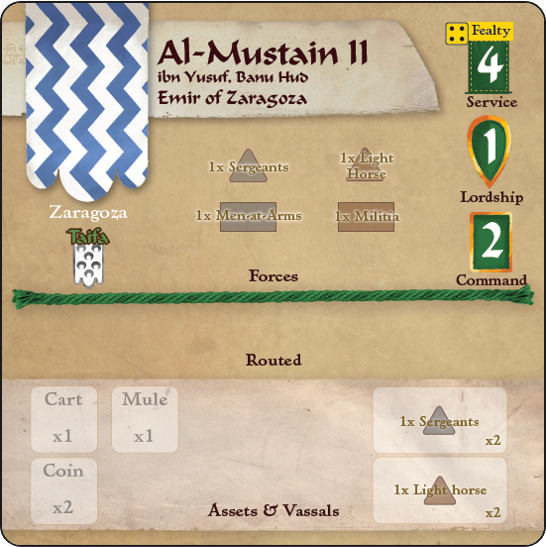 Al-Mustain II
ibn Yusuf, Banu Hud
Emir of Zaragoza
Fealty
4
Service
1
Lordship
2
Command
Zaragoza
Taifa
1x Sergeants
1x Light
Horse
1x Men-at-Arms
1x Militia
Forces
Routed
Cart
x1
Mule
x1
Coin
x2
1x Sergeants
x2
1x Light horse
x2
Assets & Vassals